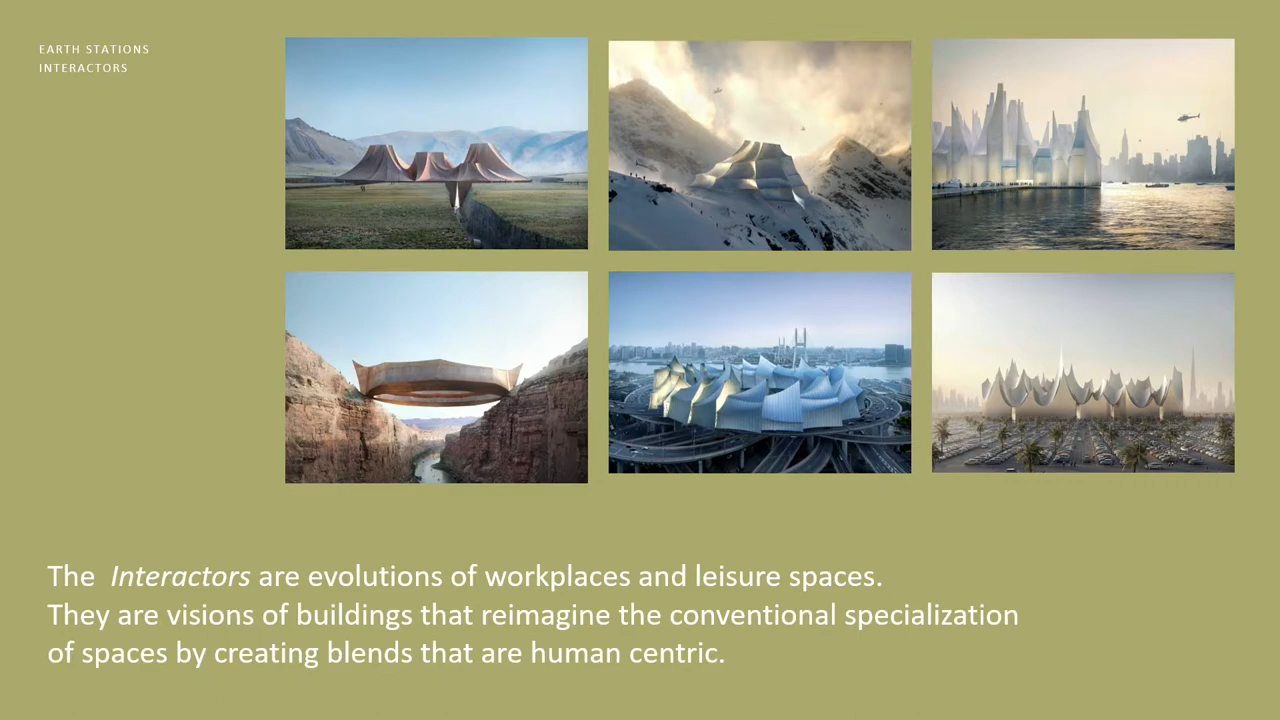 EARTH STATIONS
INTERACTORS
The Interactors are evolutions of workplaces and leisure spaces.
They are visions of buildings that reimagine the conventional specialization
of spaces by creating blends that are human centric.